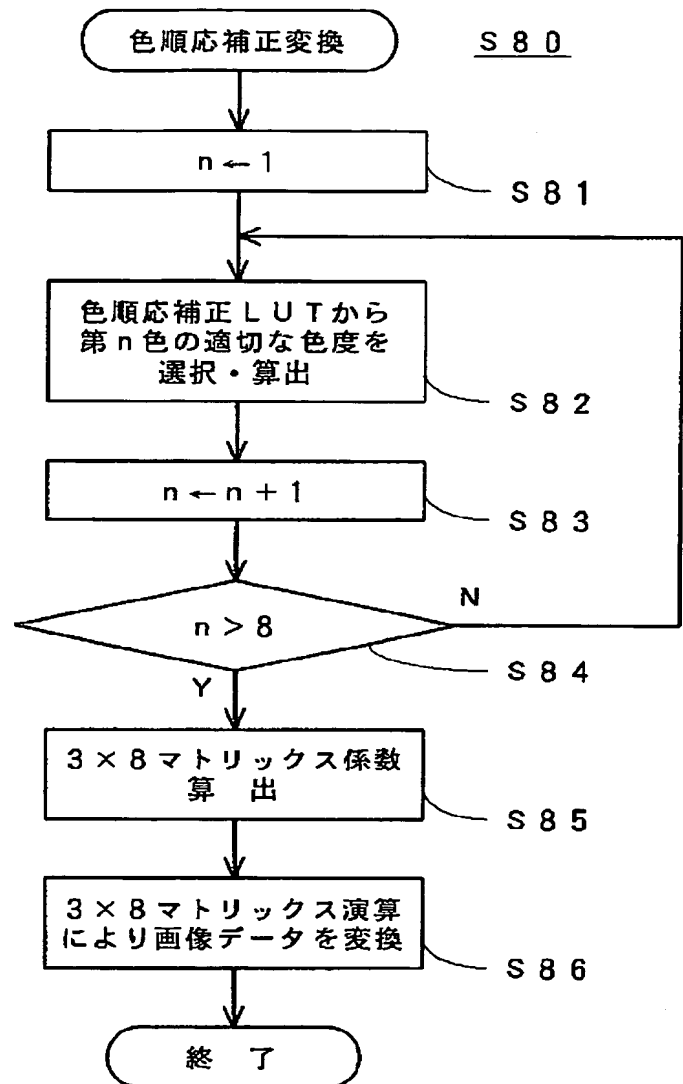 色順応補正変換
S80
n←1
S81
色順応補正LUTから
第n色の適切な色度を
選択・算出
S82
n←n+1
S83
n>8
N
S84
Y
3×8マトリックス係数
算 出
S85
3×8マトリックス演算
により画像データを変換
S86
終 了